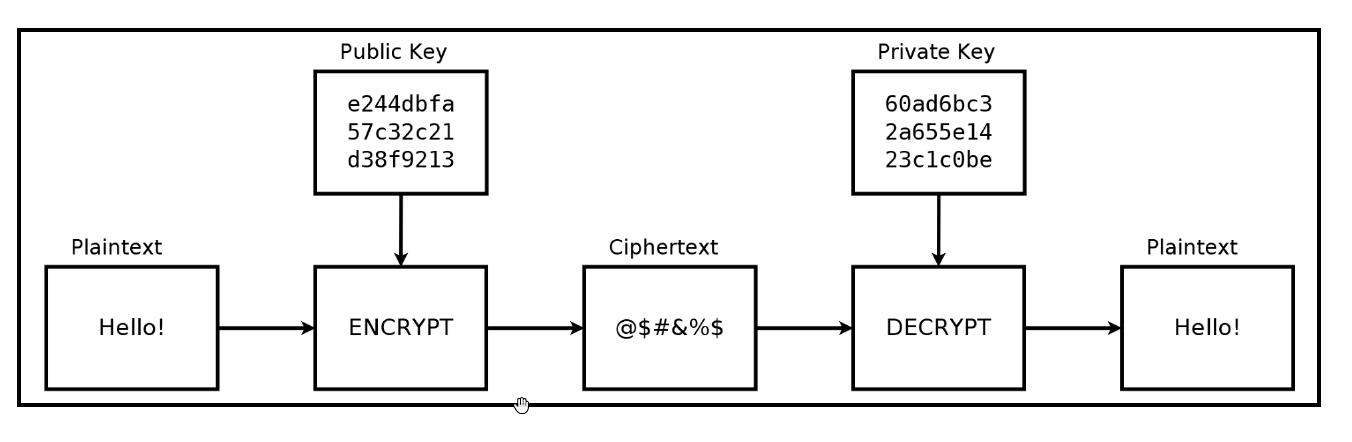 Public Key
e244dbfa
57c32c21
d38f9213
Private Key
60ad6bc3
2a655e14
23c1c0be
Plaintext
Hello!
ENCRYPT
Ciphertext
@$#&%$
DECRYPT
Plaintext
Hello!